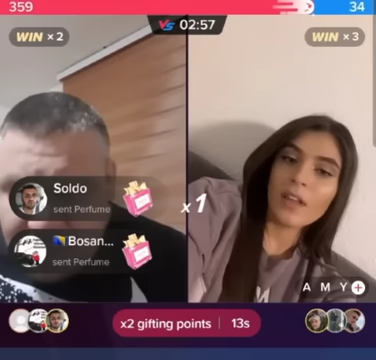 359
34
WIN × 2
VS 02:57
WIN × 3
Soldo
sent Perfume
x 1
Bosan...
sent Perfume
A M Y
x2 gifting points | 13s